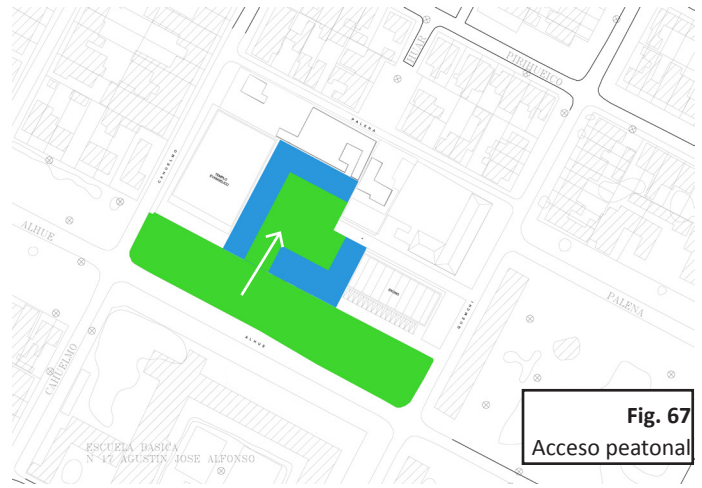 PIRIHUEICO
PALENA
CAHUELMO
TEMPLO
EVANGELICO
ALHUE
PALENA
QUEMCHI
ALHUE
CAHUELMO
ESCUELA BASICA
N 17 AGUSTIN JOSE ALFONSO
Fig. 67
Acceso peatonal